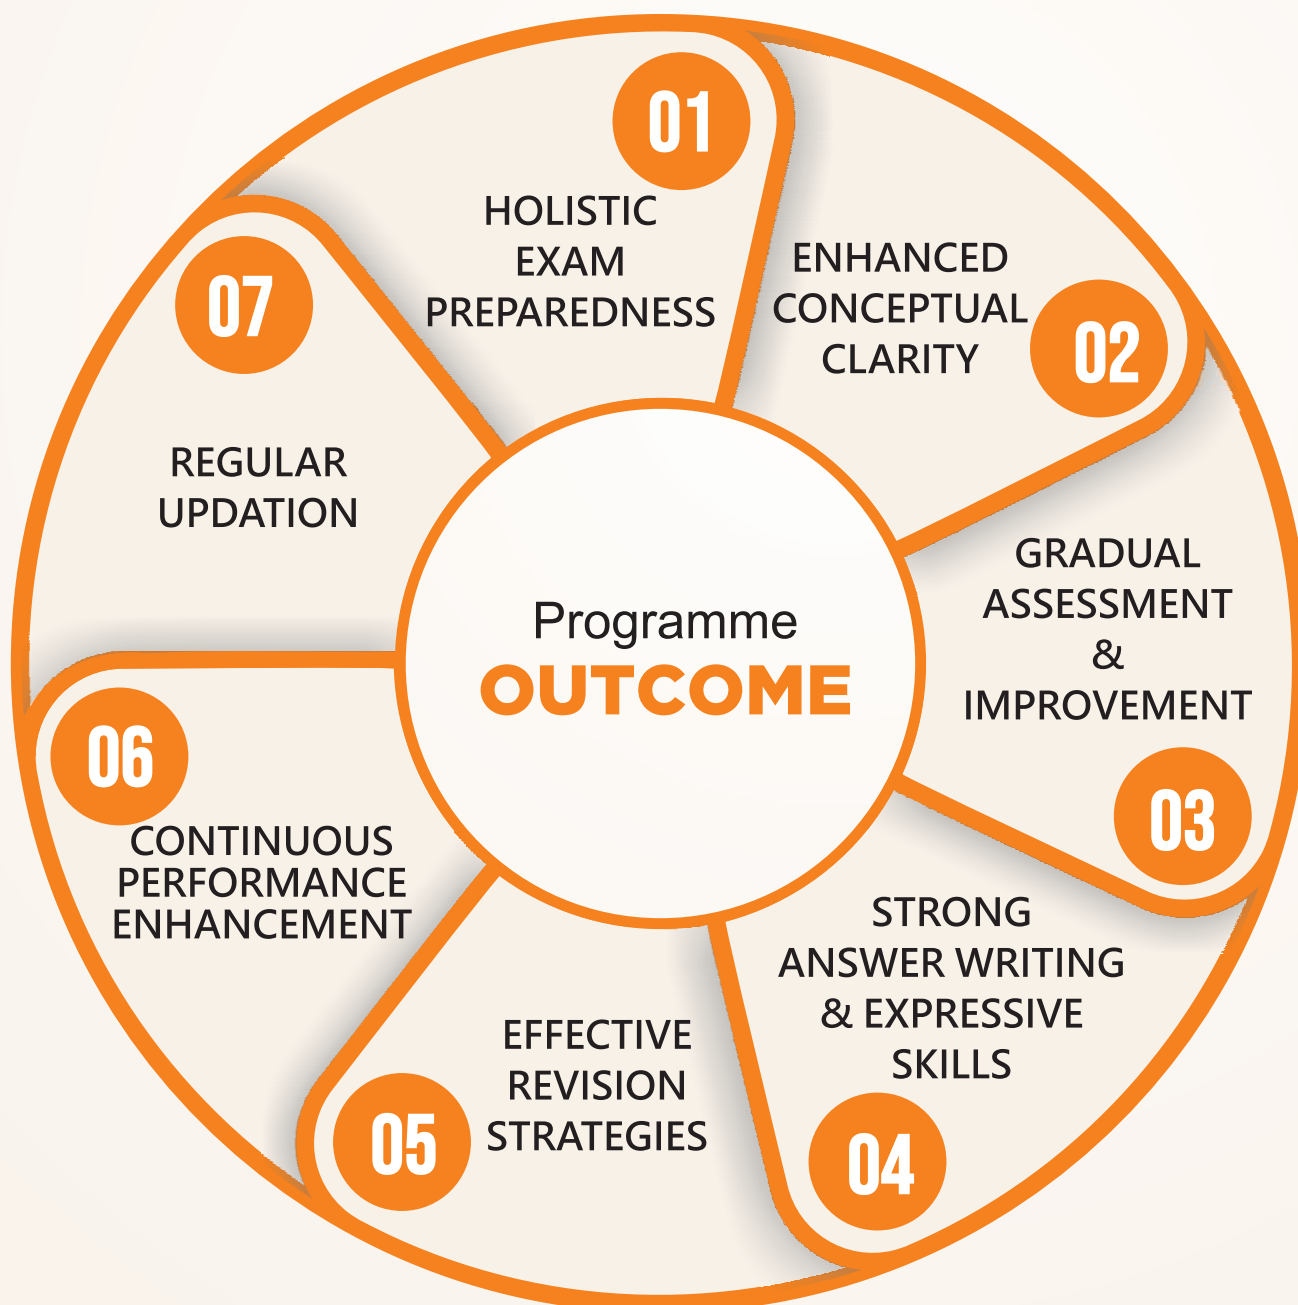 Programme
OUTCOME
01
HOLISTIC
EXAM
PREPAREDNESS
02
ENHANCED
CONCEPTUAL
CLARITY
03
GRADUAL
ASSESSMENT
&
IMPROVEMENT
04
STRONG
ANSWER WRITING
& EXPRESSIVE
SKILLS
05
EFFECTIVE
REVISION
STRATEGIES
06
CONTINUOUS
PERFORMANCE
ENHANCEMENT
07
REGULAR
UPDATION